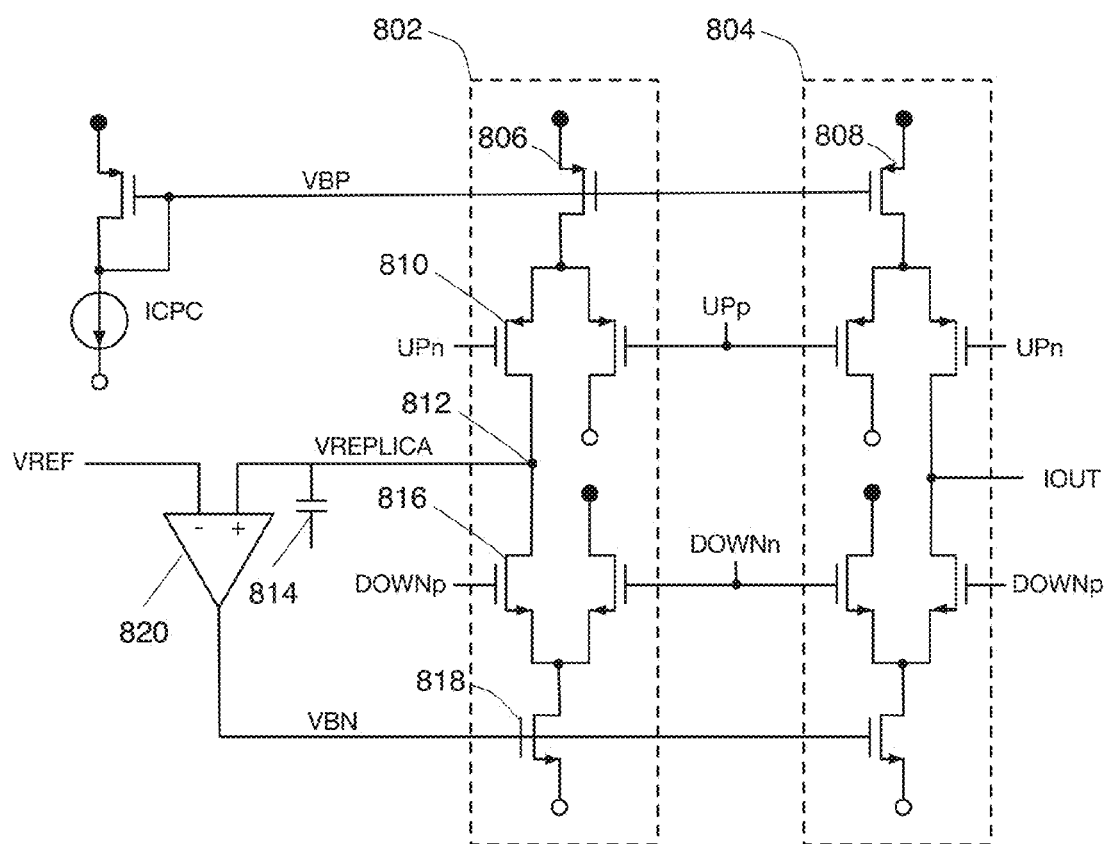 802
804
806
808
VBP
810
ICPC
UPp
UPn
UPn
812
VREF
VREPLICA
IOUT
- +
816
814
DOWNn
DOWNp
DOWNp
820
818
VBN